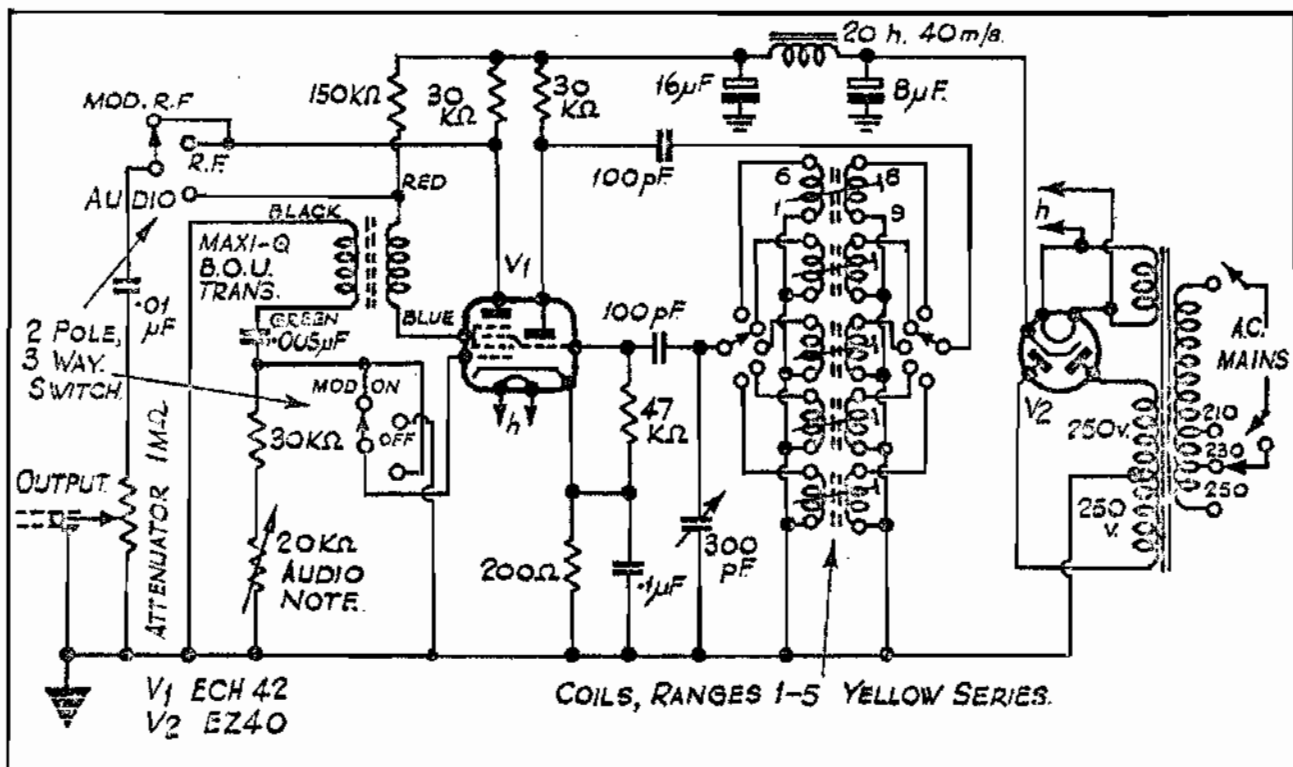 20 h. 40 m/a.
16µF
8µF.
150KΩ
30
KΩ
30
KΩ
MOD. R.F
R.F.
AUDIO
100pF
RED
BLACK
MAXI-Q
B.O.U.
TRANS.
V1
6
1
8
9
h
.01
µF
GREEN
.005µF
BLUE
100pF
2 POLE,
3 WAY.
SWITCH.
MOD
ON
OFF
h
47
KΩ
V2
A.C.
MAINS
250v.
210
230
250
250
v.
30KΩ
OUTPUT.
ATTENUATOR 1MΩ
20KΩ
AUDIO
NOTE.
200Ω
.1µF
300
PF.
V1 ECH 42
V2 EZ40
COILS, RANGES 1-5 YELLOW SERIES.